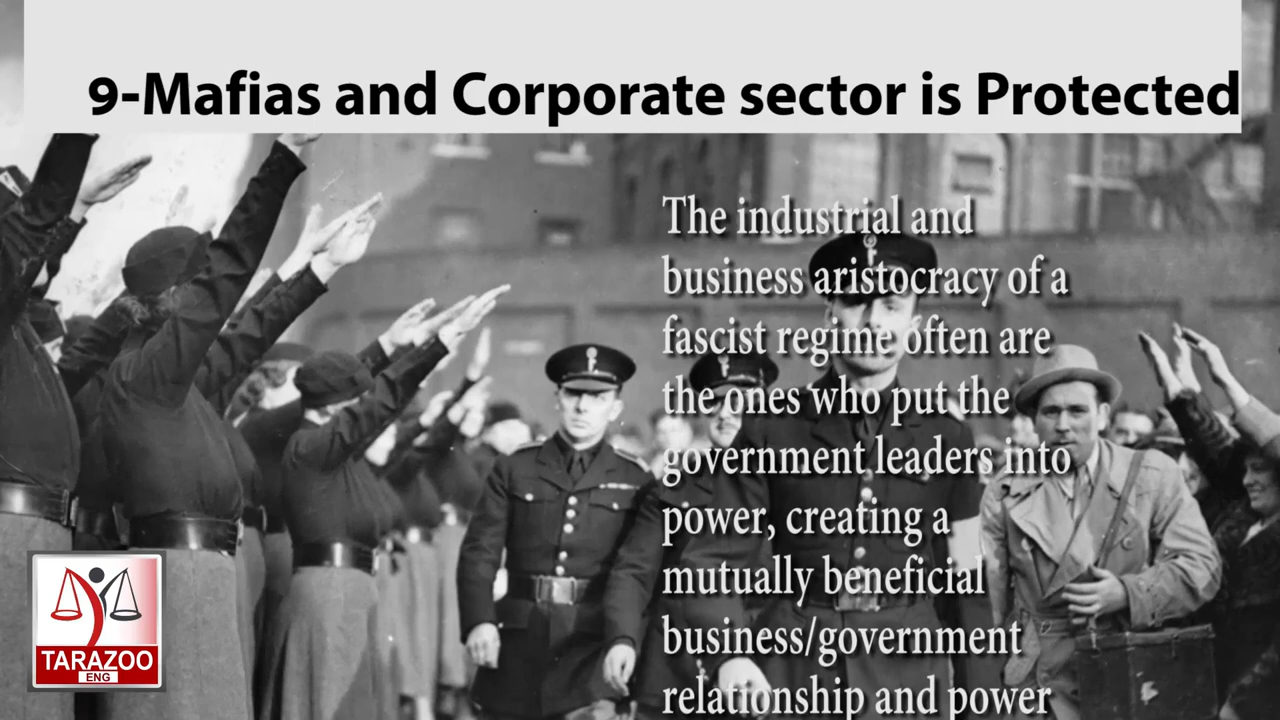 9-Mafias and Corporate sector is Protected
The industrial and
business aristocracy of a
fascist regime often are
the ones who put the
government leaders into
power, creating a
mutually beneficial
business/government
relationship and power
TARAZOO
ENG